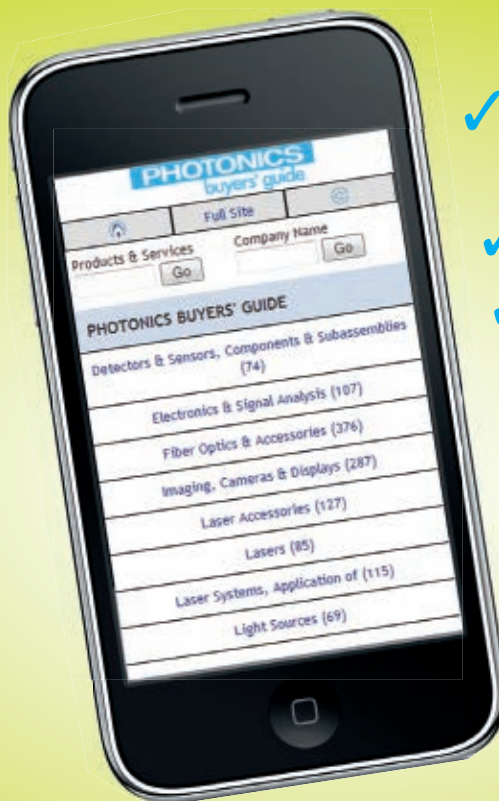 PHOTONICS
buyers' guide
Full Site
Products & Services
Company Name
Go
Go
PHOTONICS BUYERS' GUIDE
Detectors & Sensors, Components & Subassemblies
(74)
Electronics & Signal Analysis (107)
Fiber Optics & Accessories (376)
Imaging, Cameras & Displays (287)
Laser Accessories (127)
Lasers (85)
Laser Systems, Application of (115)
Light Sources (69)